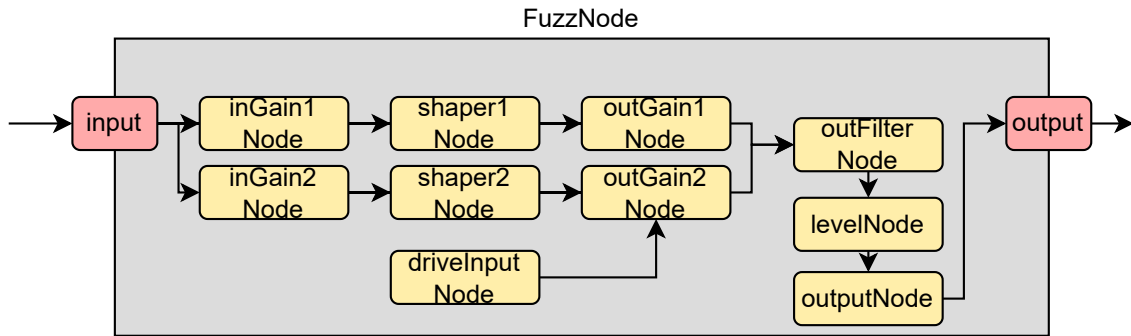 FuzzNode
input
inGain1
Node
shaper1
Node
outGain1
Node
outFilter
Node
output
inGain2
Node
shaper2
Node
outGain2
Node
levelNode
driveInput
Node
outputNode